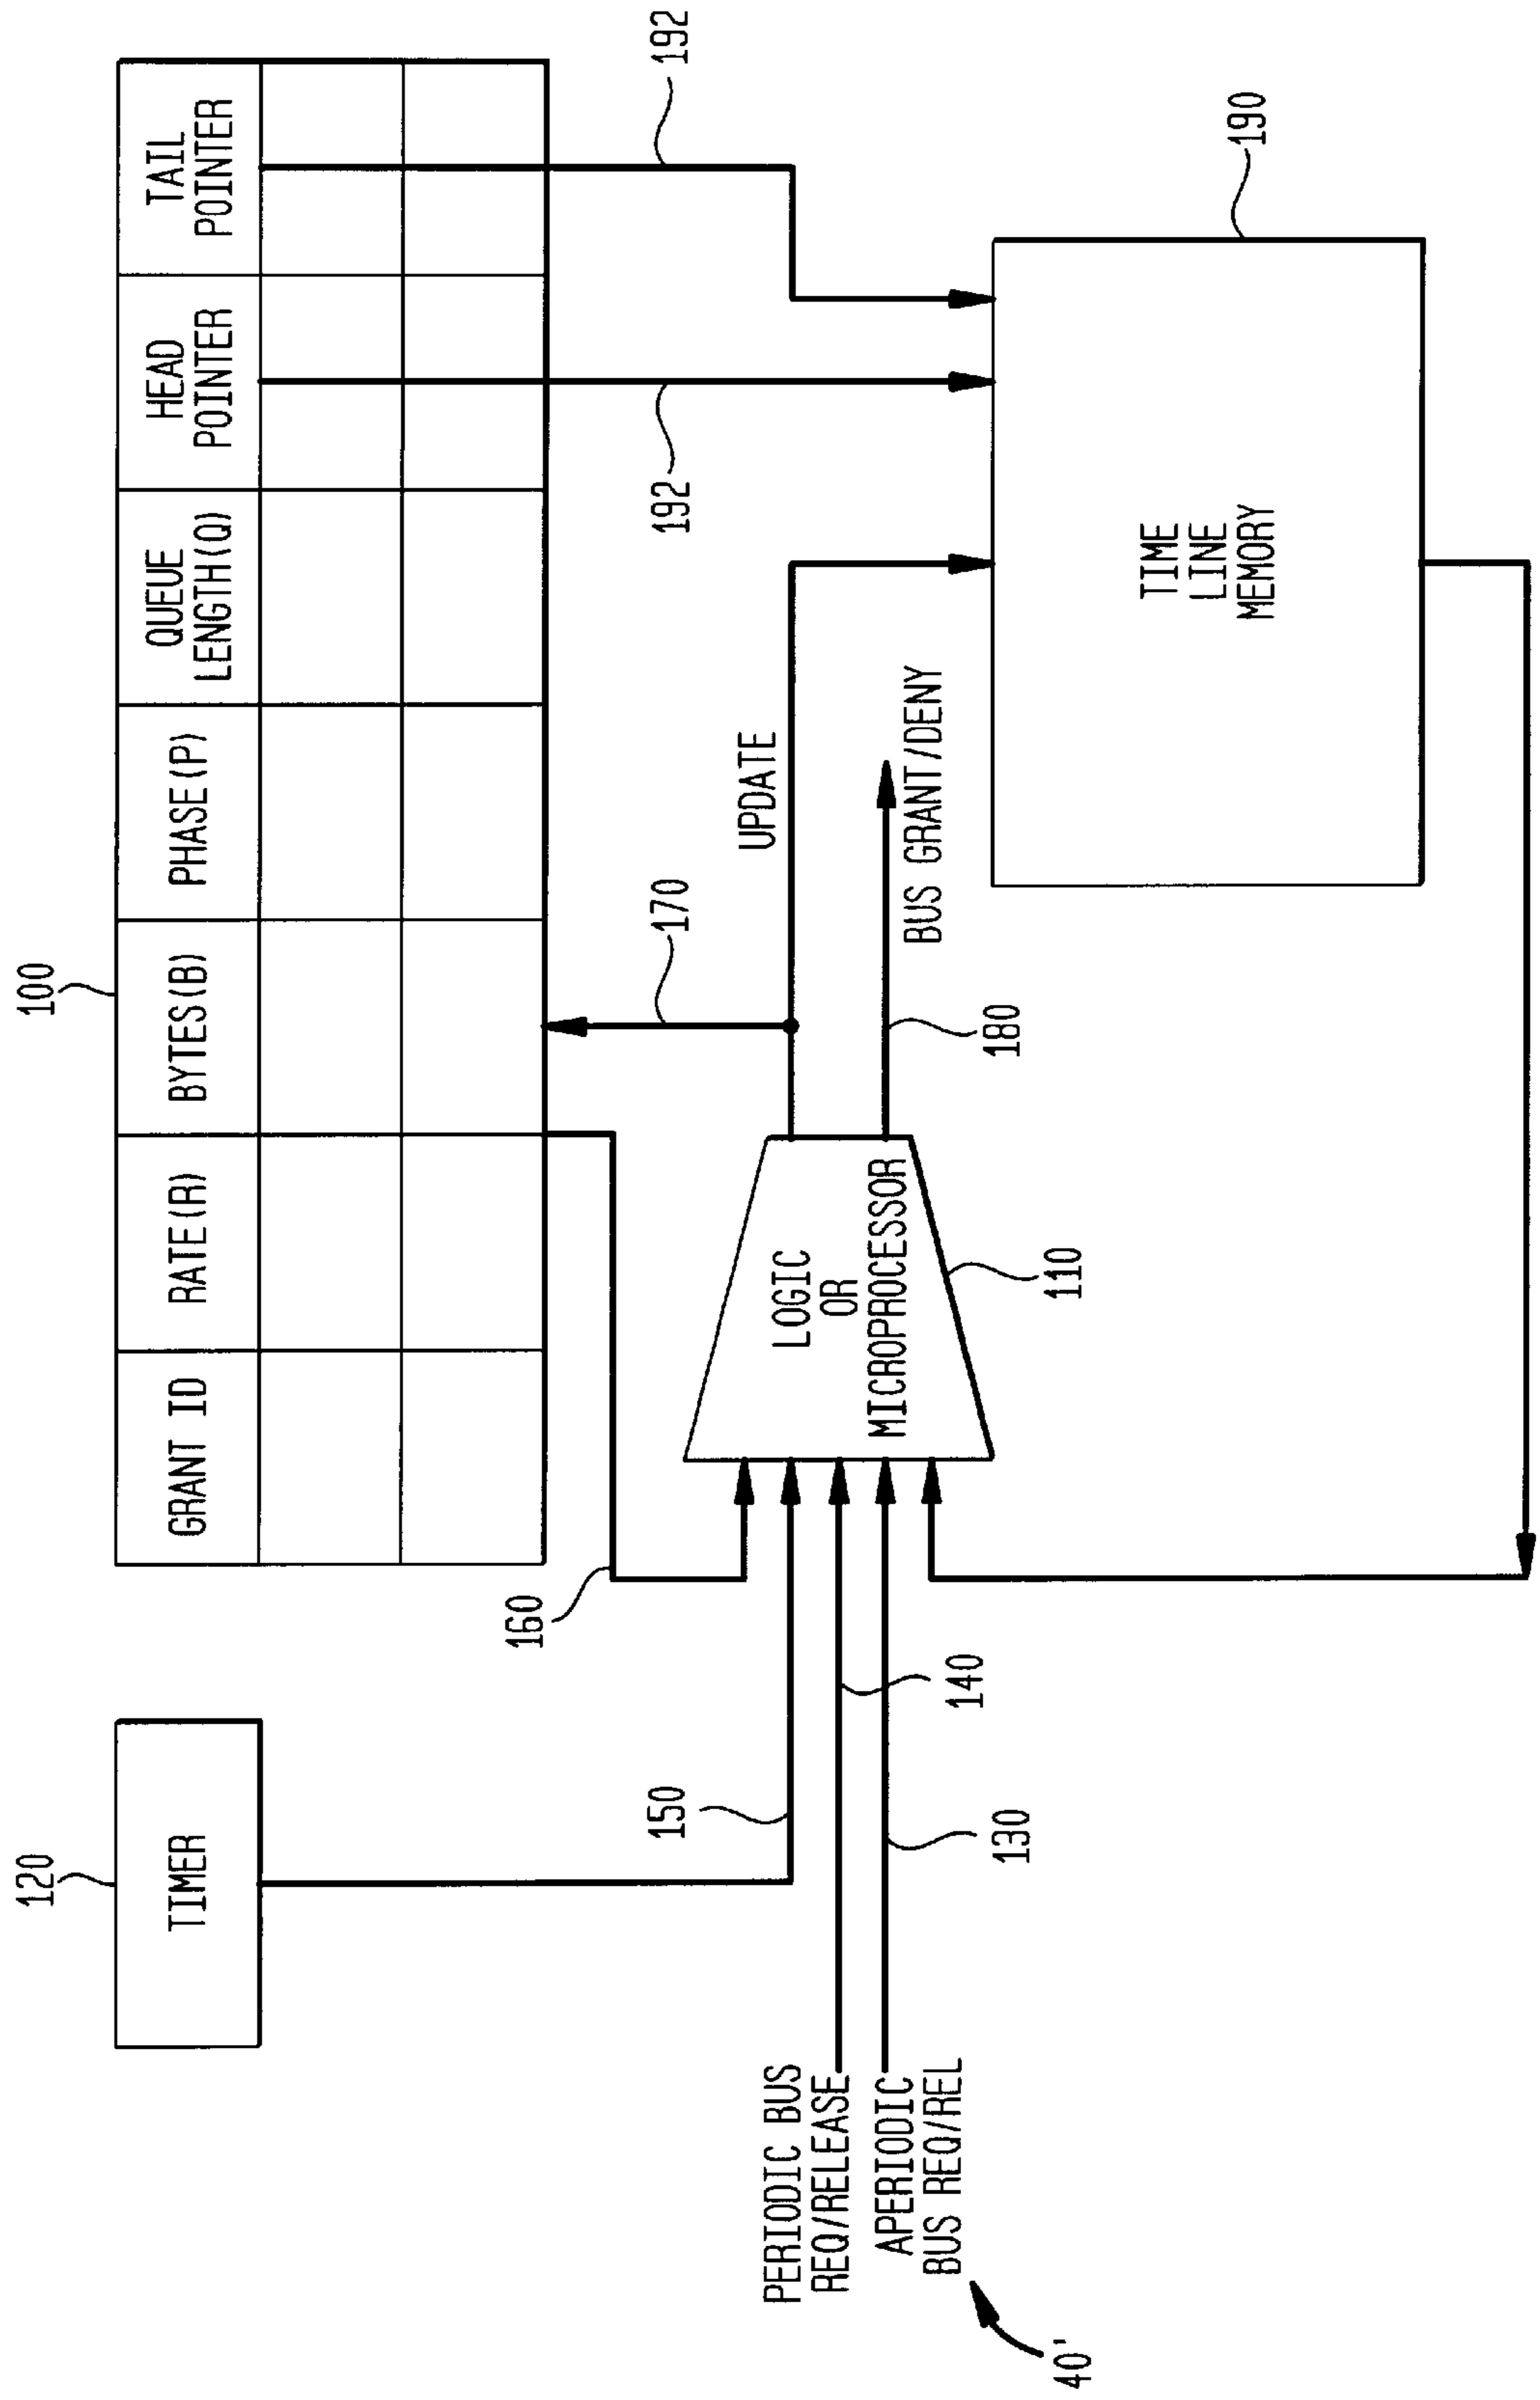 120
TIMER
100
GRANT ID
RATE(R)
BYTES(B)
PHASE(P)
QUEUE
LENGTH(Q)
HEAD
POINTER
TAIL
POINTER
160
170
192
192
150
UPDATE
PERIODIC BUS
REQ/RELEASE
APERIODIC
BUS REQ/REL
140
130
LOGIC
OR
MICROPROCESSOR
110
180
BUS GRANT/DENY
TIME
LINE
MEMORY
190
40'